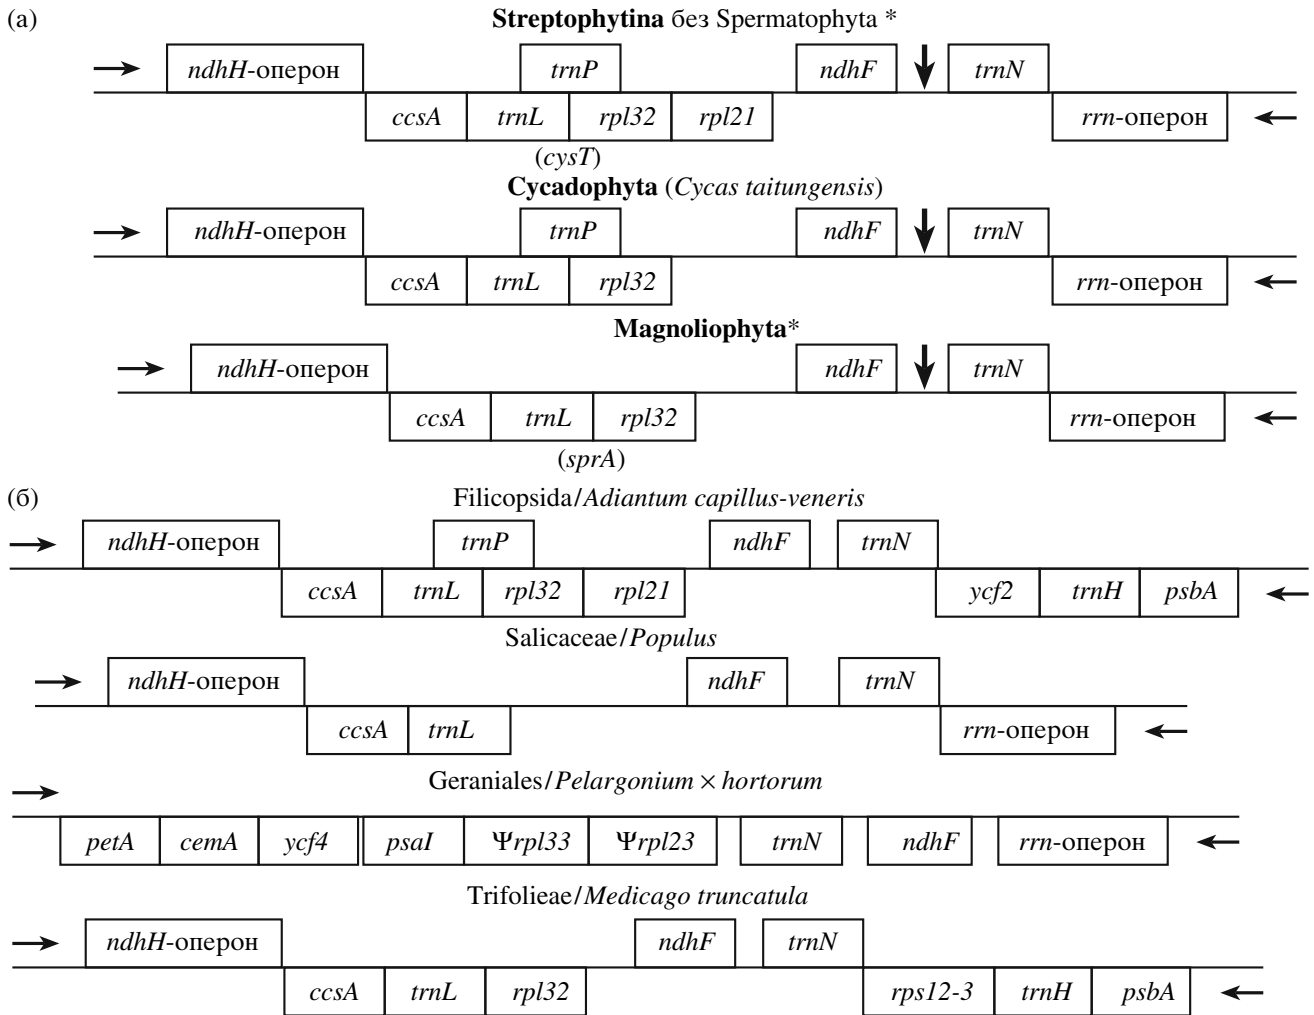 (а)
Streptophytina без Spermatophyta *
ndhH-оперон trnP ndhF trnN
ccsA trnL rpl32 rpl21 rrn-оперон
(cysT)
Cycadophyta (Cycas taitungensis)
ndhH-оперон trnP ndhF trnN
ccsA trnL rpl32 rrn-оперон
Magnoliophyta*
ndhH-оперон ndhF trnN
ccsA trnL rpl32 rrn-оперон
(sprA)
(б)
Filicopsida/Adiantum capillus-veneris
ndhH-оперон trnP ndhF trnN
ccsA trnL rpl32 rpl21 ycf2 trnH psbA
Salicaceae/Populus
ndhH-оперон ndhF trnN
ccsA trnL rrn-оперон
Geraniales/Pelargonium × hortorum
petA cemA ycf4 psaI Ψrpl33 Ψrpl23 trnN ndhF rrn-оперон
Trifolieae/Medicago truncatula
ndhH-оперон ndhF trnN
ccsA trnL rpl32 rps12-3 trnH psbA